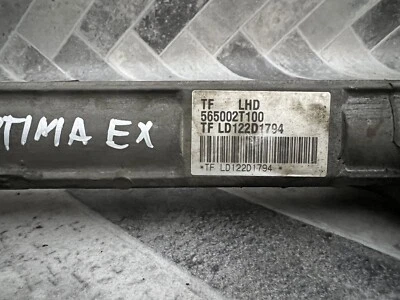 TIMA EX
TF LHD
565002T100
TF LD122D1794
*TF LD122D1794 *